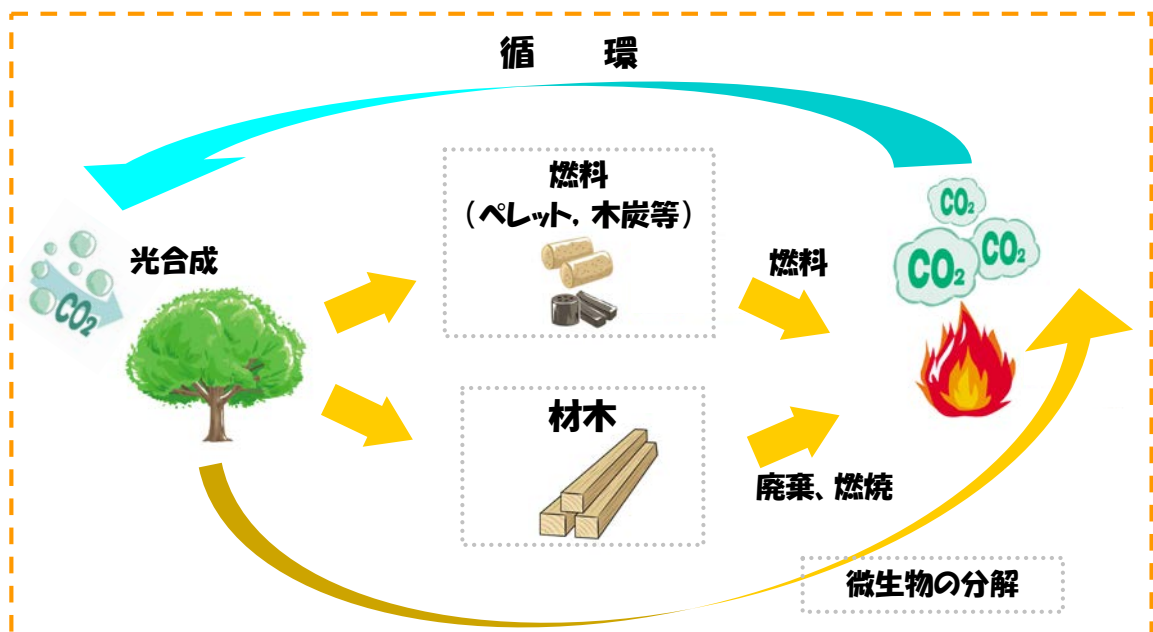 循　環
燃料
（ペレット，木炭等）
光合成
CO₂
燃料
CO₂
CO₂
CO₂
材木
廃棄、燃焼
微生物の分解